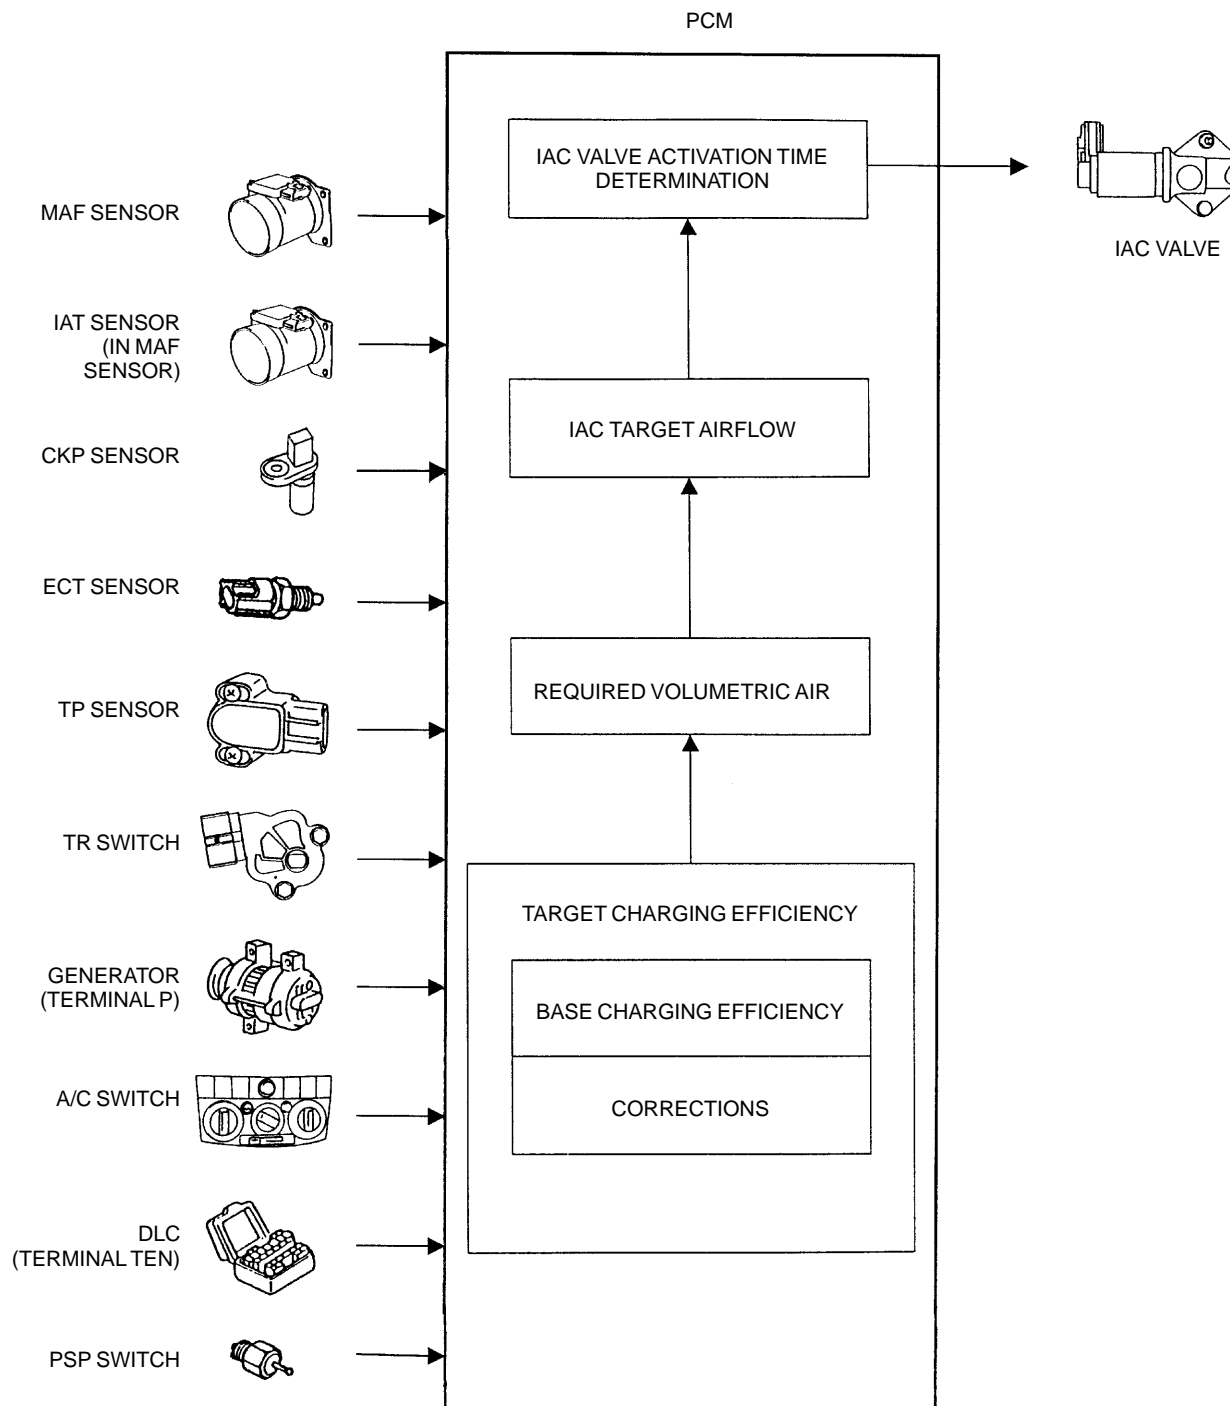 PCM
IAC VALVE ACTIVATION TIME
DETERMINATION
IAC VALVE
MAF SENSOR
IAT SENSOR
(IN MAF
SENSOR)
CKP SENSOR
IAC TARGET AIRFLOW
ECT SENSOR
TP SENSOR
REQUIRED VOLUMETRIC AIR
TR SWITCH
TARGET CHARGING EFFICIENCY
GENERATOR
(TERMINAL P)
BASE CHARGING EFFICIENCY
A/C SWITCH
CORRECTIONS
DLC
(TERMINAL TEN)
PSP SWITCH